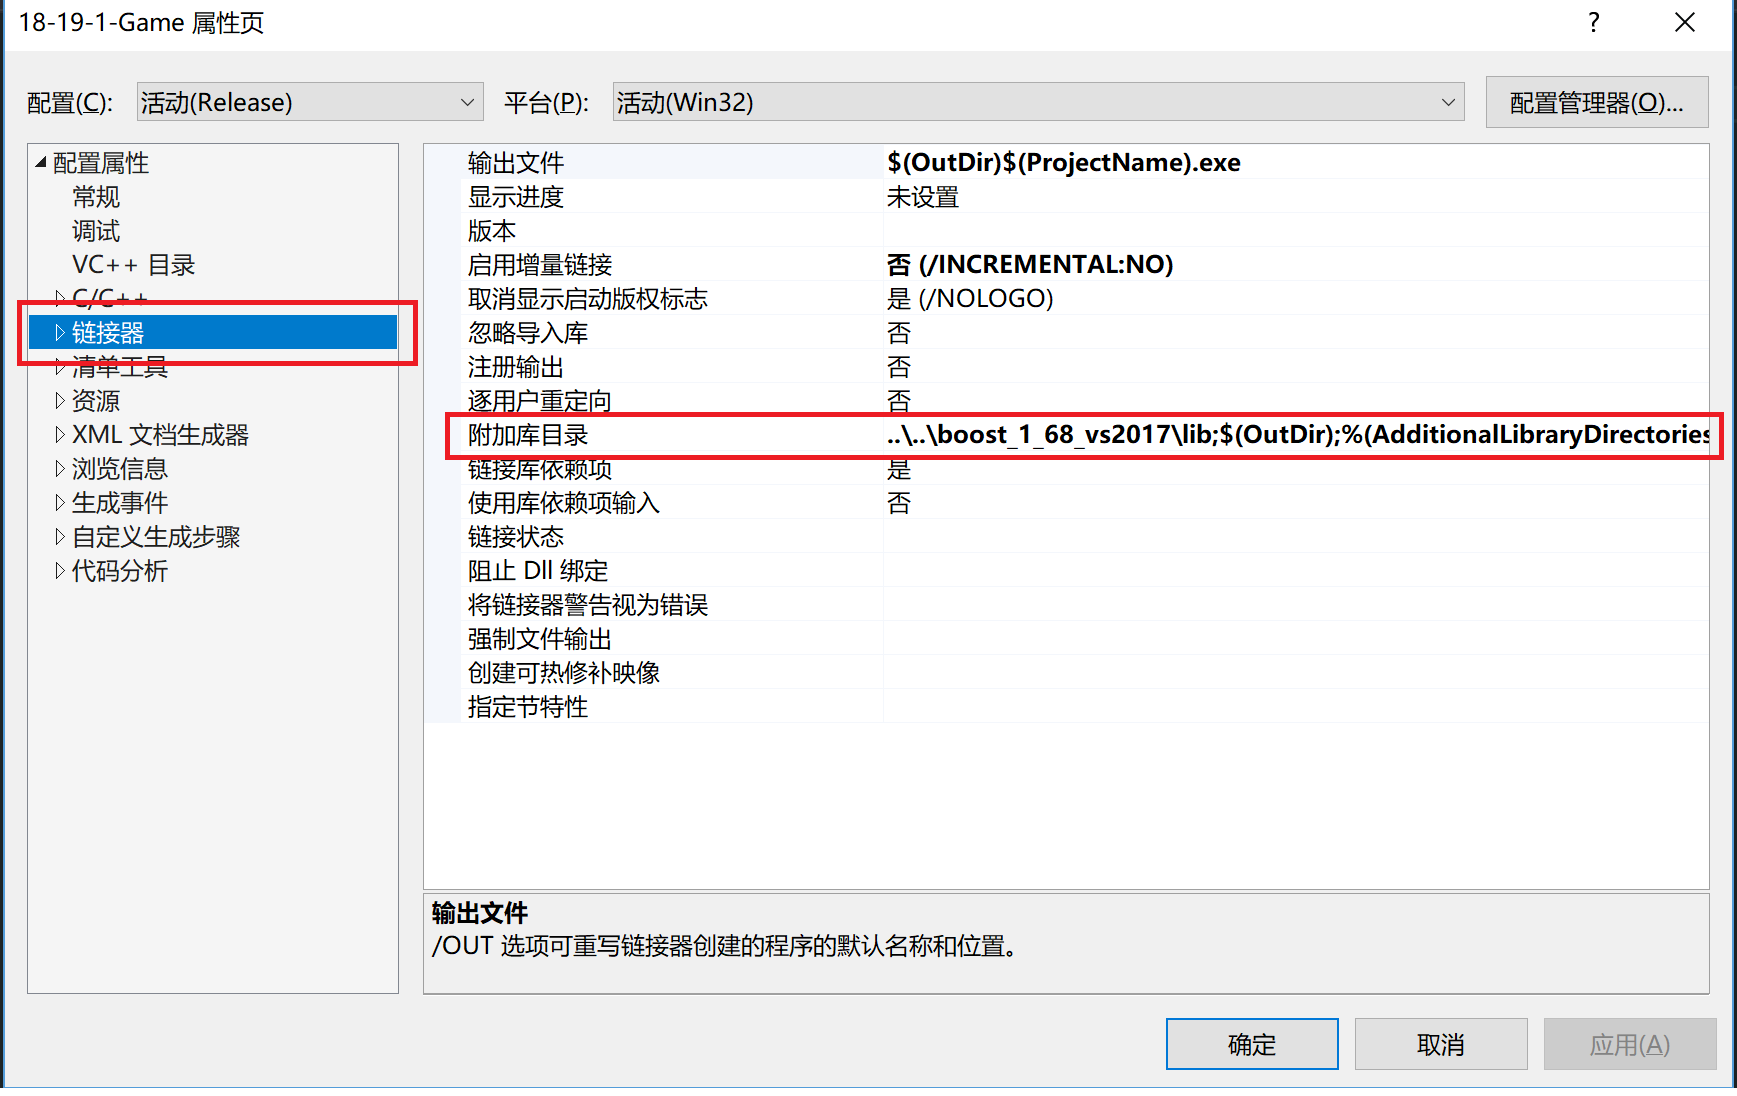 18-19-1-Game 属性页
配置(C): 活动(Release) 平台(P): 活动(Win32) 配置管理器(O)...
配置属性
常规
调试
VC++ 目录
C/C++
链接器
清单工具
资源
XML 文档生成器
浏览信息
生成事件
自定义生成步骤
代码分析
输出文件 $(OutDir)$(ProjectName).exe
显示进度 未设置
版本
启用增量链接 否 (/INCREMENTAL:NO)
取消显示启动版权标志 是 (/NOLOGO)
忽略导入库 否
注册输出 否
逐用户重定向 否
附加库目录 ..\..\boost_1_68_vs2017\lib;$(OutDir);%(AdditionalLibraryDirectories
链接库依赖项 是
使用库依赖项输入 否
链接状态
阻止 Dll 绑定
将链接器警告视为错误
强制文件输出
创建可热修补映像
指定节特性
输出文件
/OUT 选项可重写链接器创建的程序的默认名称和位置。
确定 取消 应用(A)